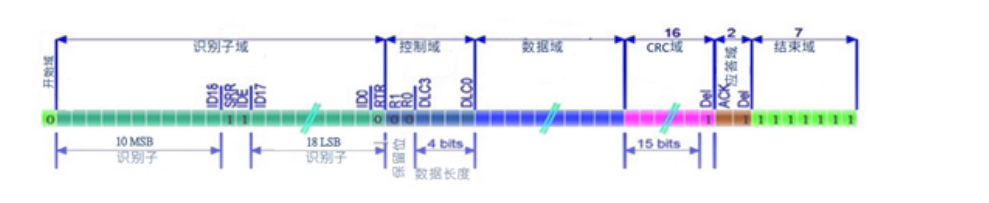 16 2 7
识别子域 控制域 数据域 CRC域 应答域 结束域
开始域
ID18 SRR IDE ID17 ID0 RTR R1 R0 DLC3 DLC0 Del ACK Del
0 1 1 0 0 0 1 1 1 1 1 1 1 1 1
10 MSB 18 LSB 4 bits 15 bits
识别子 识别子 保留位 数据长度